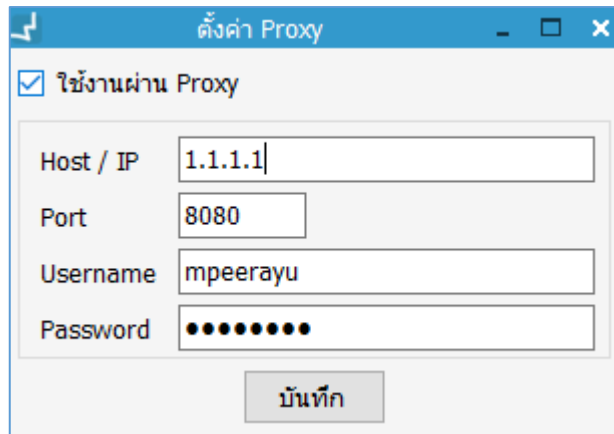 ตั้งค่า Proxy
ใช้งานผ่าน Proxy
Host / IP 1.1.1.1
Port 8080
Username mpeerayu
Password ●●●●●●●●
บันทึก